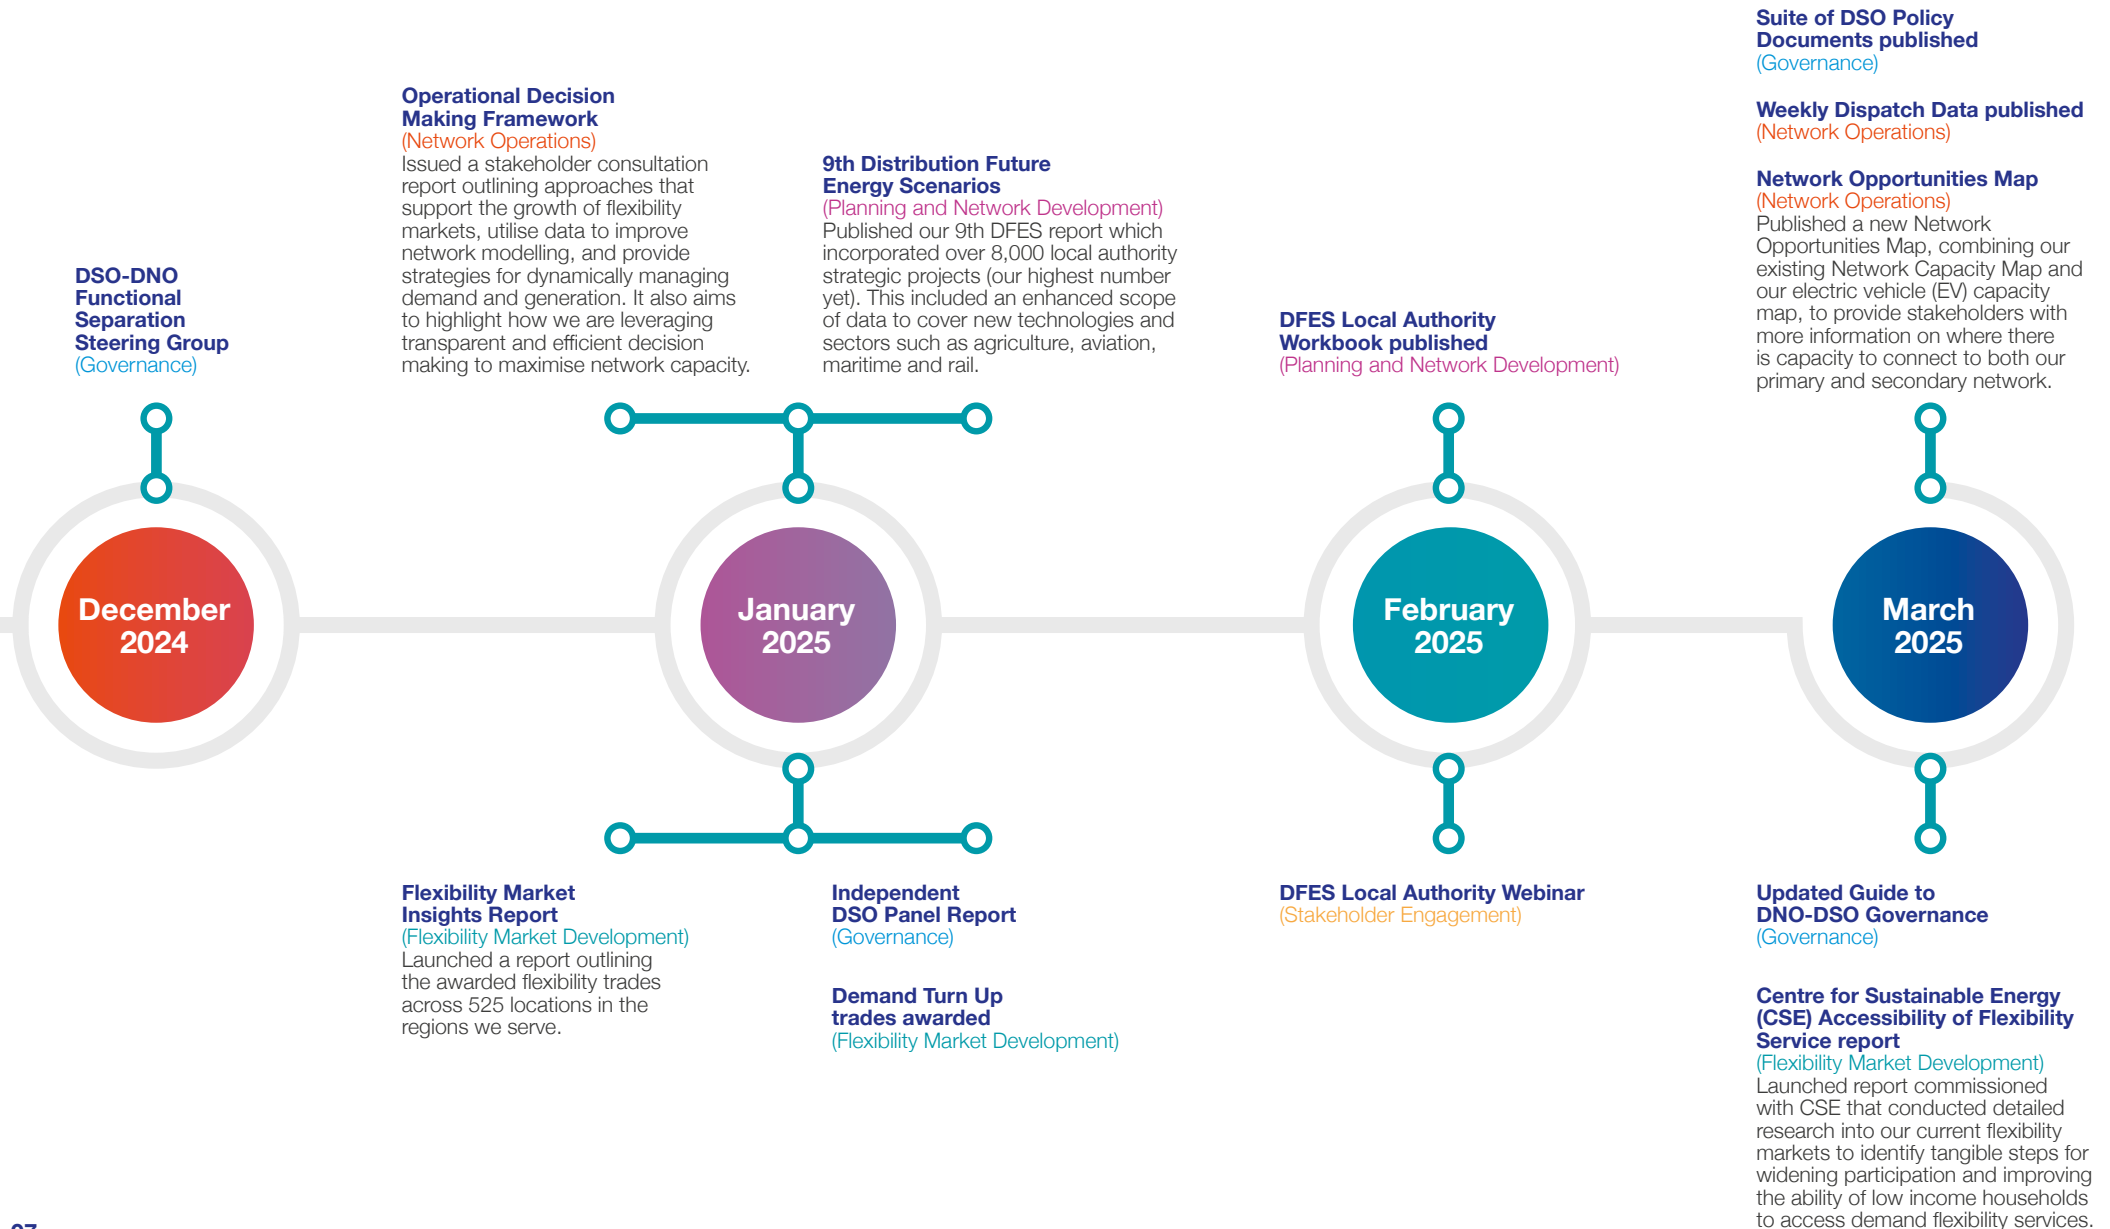 DSO-DNO
Functional
Separation
Steering Group
(Governance)
December
2024
Operational Decision
Making Framework
(Network Operations)
Issued a stakeholder consultation
report outlining approaches that
support the growth of flexibility
markets, utilise data to improve
network modelling, and provide
strategies for dynamically managing
demand and generation. It also aims
to highlight how we are leveraging
transparent and efficient decision
making to maximise network capacity.
9th Distribution Future
Energy Scenarios
(Planning and Network Development)
Published our 9th DFES report which
incorporated over 8,000 local authority
strategic projects (our highest number
yet). This included an enhanced scope
of data to cover new technologies and
sectors such as agriculture, aviation,
maritime and rail.
January
2025
Flexibility Market
Insights Report
(Flexibility Market Development)
Launched a report outlining
the awarded flexibility trades
across 525 locations in the
regions we serve.
Independent
DSO Panel Report
(Governance)
Demand Turn Up
trades awarded
(Flexibility Market Development)
DFES Local Authority
Workbook published
(Planning and Network Development)
February
2025
DFES Local Authority Webinar
(Stakeholder Engagement)
Suite of DSO Policy
Documents published
(Governance)
Weekly Dispatch Data published
(Network Operations)
Network Opportunities Map
(Network Operations)
Published a new Network
Opportunities Map, combining our
existing Network Capacity Map and
our electric vehicle (EV) capacity
map, to provide stakeholders with
more information on where there
is capacity to connect to both our
primary and secondary network.
March
2025
Updated Guide to
DNO-DSO Governance
(Governance)
Centre for Sustainable Energy
(CSE) Accessibility of Flexibility
Service report
(Flexibility Market Development)
Launched report commissioned
with CSE that conducted detailed
research into our current flexibility
markets to identify tangible steps for
widening participation and improving
the ability of low income households
to access demand flexibility services.